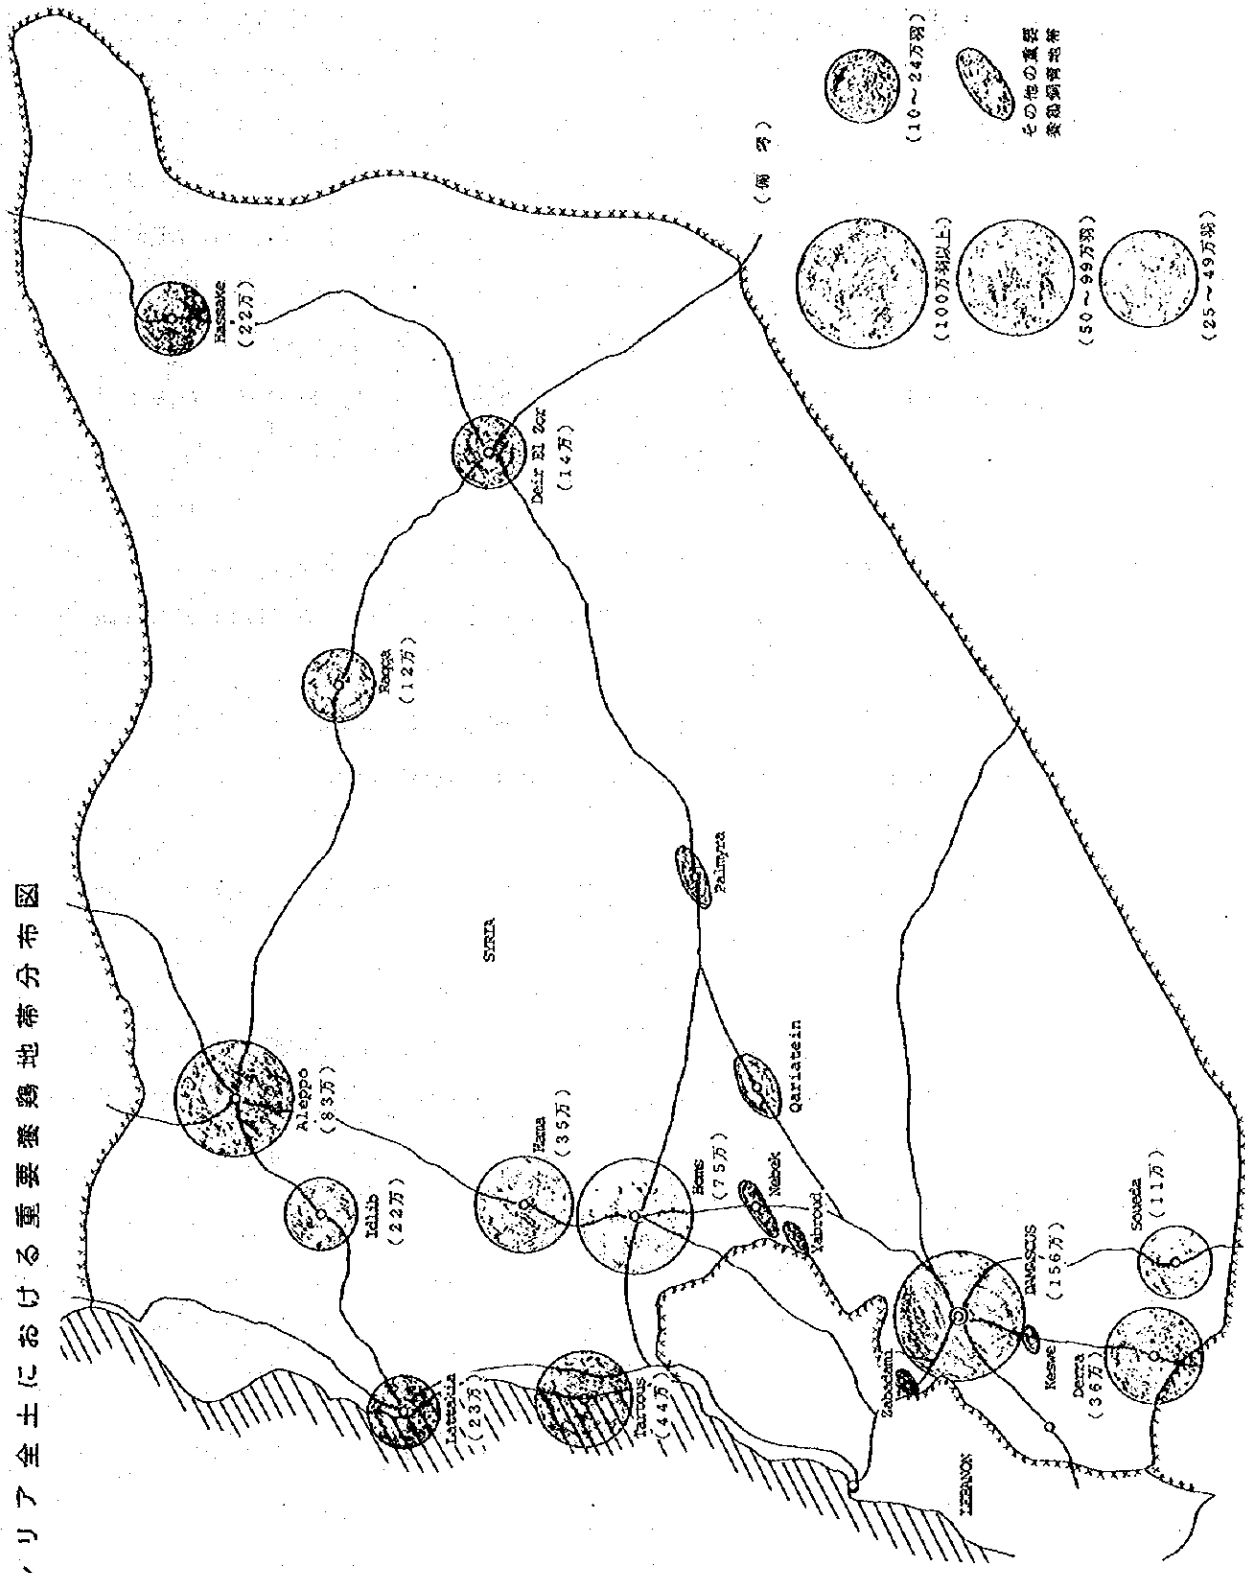 リア全土における重要養鶏地帯分布図
Hassake
(22万)
Deir El Zor
(14万)
Raqqa
(12万)
Palmyra
SYRIA
Aleppo
(83万)
Idlib
(22万)
Hama
(35万)
Homs
(75万)
Qariatein
Nebek
Yabroud
Lattakia
(23万)
Tartous
(44万)
DAMASCUS
(156万)
Zabadani
Keswe
Soueda
(11万)
Derra
(36万)
LEBANON
(100万羽以上)
(50～99万羽)
(25～49万羽)
(10～24万羽)
その他の重要
養鶏飼育地帯